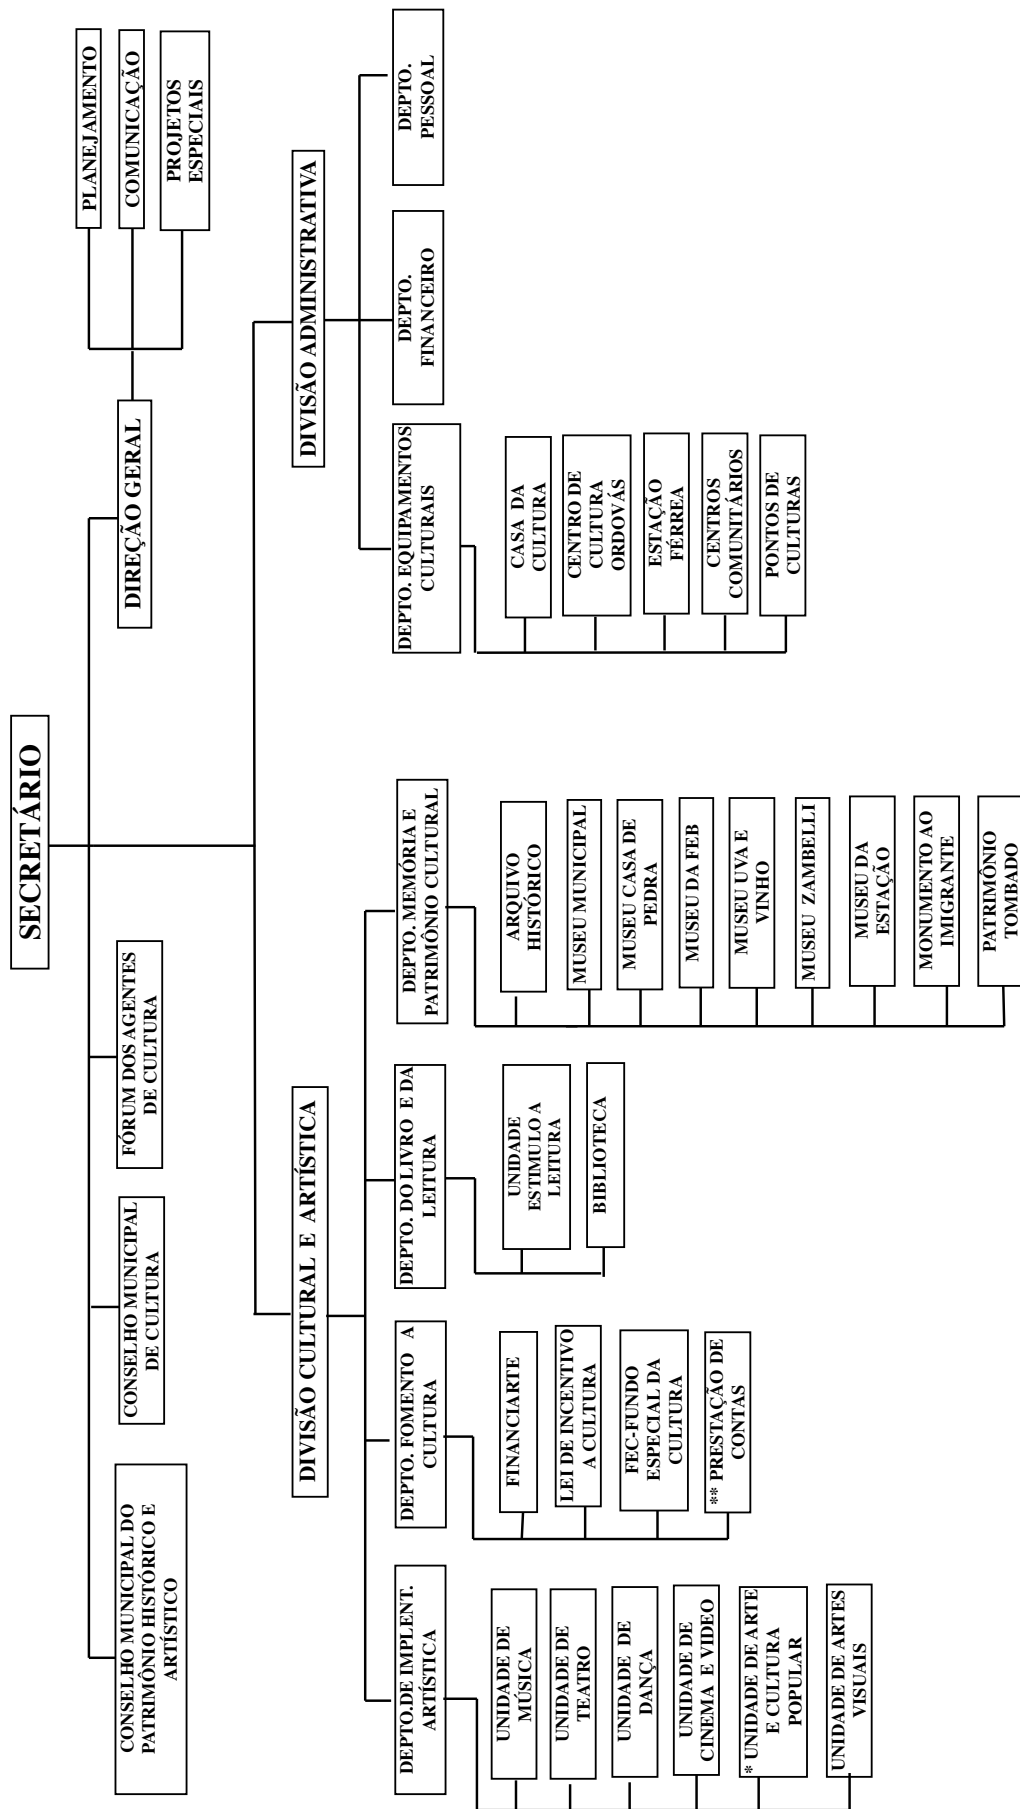 SECRETÁRIO
CONSELHO MUNICIPAL DO
PATRIMÔNIO HISTÓRICO E
ARTÍSTICO
CONSELHO MUNICIPAL
DE CULTURA
FÓRUM DOS AGENTES
DE CULTURA
DIREÇÃO GERAL
PLANEJAMENTO
COMUNICAÇÃO
PROJETOS
ESPECIAIS
DIVISÃO CULTURAL E ARTÍSTICA
DIVISÃO ADMINISTRATIVA
DEPTO.DE IMPLENT.
ARTÍSTICA
UNIDADE DE
MÚSICA
UNIDADE DE
TEATRO
UNIDADE DE
DANÇA
UNIDADE DE
CINEMA E VIDEO
* UNIDADE DE ARTE
E CULTURA
POPULAR
UNIDADE DE ARTES
VISUAIS
DEPTO. FOMENTO A
CULTURA
FINANCIARTE
LEI DE INCENTIVO
A CULTURA
FEC-FUNDO
ESPECIAL DA
CULTURA
** PRESTAÇÃO DE
CONTAS
DEPTO. DO LIVRO E DA
LEITURA
UNIDADE
ESTIMULO A
LEITURA
BIBLIOTECA
DEPTO. MEMÓRIA E
PATRIMÔNIO CULTURAL
ARQUIVO
HISTÓRICO
MUSEU MUNICIPAL
MUSEU CASA DE
PEDRA
MUSEU DA FEB
MUSEU UVA E
VINHO
MUSEU ZAMBELLI
MUSEU DA
ESTAÇÃO
MONUMENTO AO
IMIGRANTE
PATRIMÔNIO
TOMBADO
DEPTO. EQUIPAMENTOS
CULTURAIS
CASA DA
CULTURA
CENTRO DE
CULTURA
ORDOVÁS
ESTAÇÃO
FÉRREA
CENTROS
COMUNITÁRIOS
PONTOS DE
CULTURAS
DEPTO.
FINANCEIRO
DEPTO.
PESSOAL